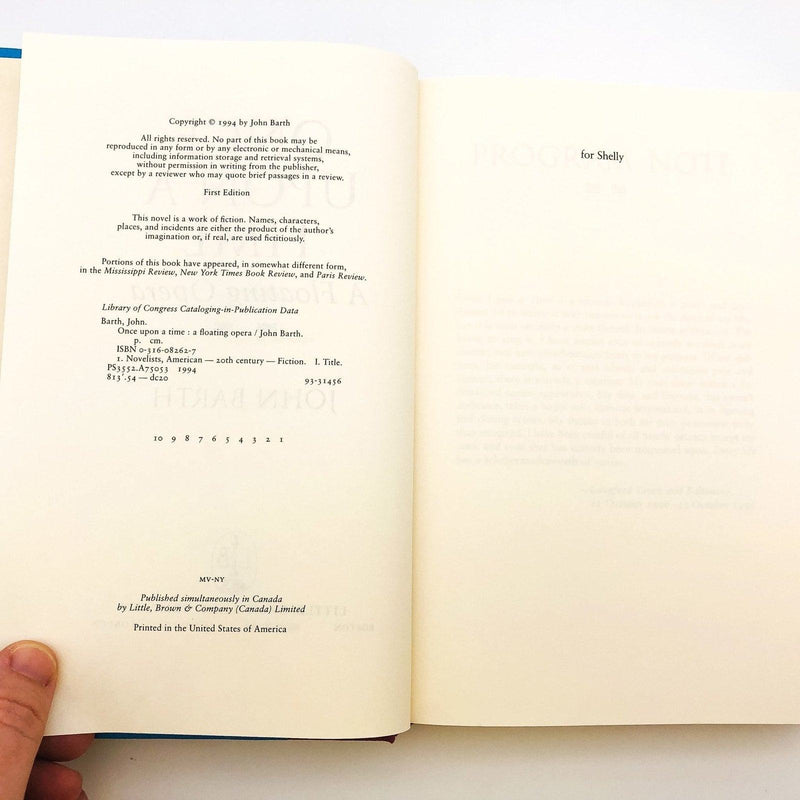 Copyright © 1994 by John Barth
All rights reserved. No part of this book may be
reproduced in any form or by any electronic or mechanical means,
including information storage and retrieval systems,
without permission in writing from the publisher,
except by a reviewer who may quote brief passages in a review.
First Edition
This novel is a work of fiction. Names, characters,
places, and incidents are either the product of the author's
imagination or, if real, are used fictitiously.
Portions of this book have appeared, in somewhat different form,
in the Mississippi Review, New York Times Book Review, and Paris Review.
Library of Congress Cataloging-in-Publication Data
Barth, John.
Once upon a time : a floating opera / John Barth.
p. cm.
ISBN 0-316-08262-7
1. Novelists, American — 20th century — Fiction. I. Title.
PS3552.A75053 1994
813'.54 — dc20 93-31456
10 9 8 7 6 5 4 3 2 1
MV-NY
Published simultaneously in Canada
by Little, Brown & Company (Canada) Limited
Printed in the United States of America
for Shelly